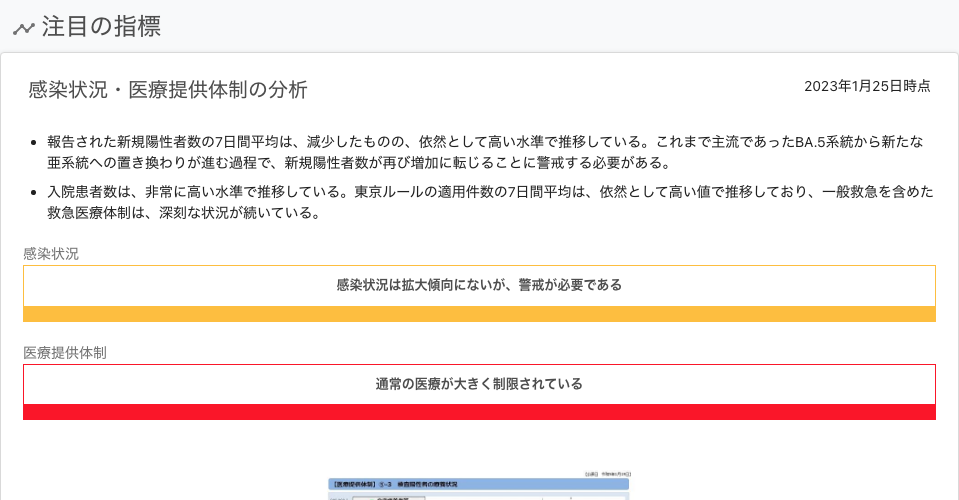 注目の指標
感染状況・医療提供体制の分析
2023年1月25日時点
報告された新規陽性者数の7日間平均は、減少したものの、依然として高い水準で推移している。これまで主流であったBA.5系統から新たな
亜系統への置き換わりが進む過程で、新規陽性者数が再び増加に転じることに警戒する必要がある。
入院患者数は、非常に高い水準で推移している。東京ルールの適用件数の7日間平均は、依然として高い値で推移しており、一般救急を含めた
救急医療体制は、深刻な状況が続いている。
感染状況
感染状況は拡大傾向にないが、警戒が必要である
医療提供体制
通常の医療が大きく制限されている
【医療提供体制】⑤-3 検査陽性者の療養状況